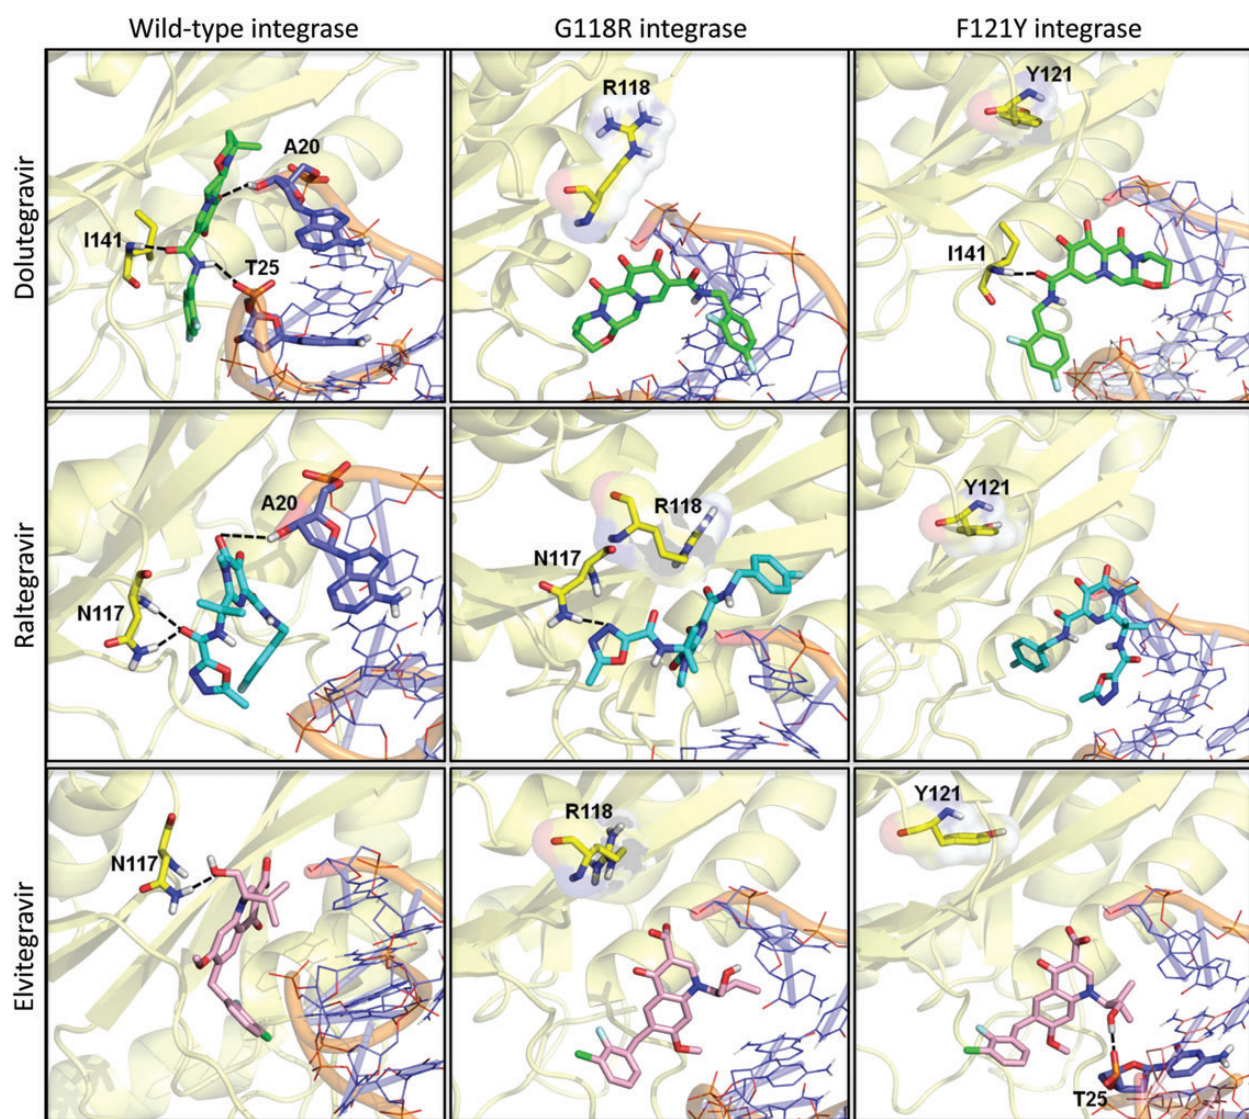 Wild-type integrase G118R integrase F121Y integrase
Dolutegravir
A20
I141
T25
R118
Y121
I141
Raltegravir
A20
N117
R118
N117
Y121
Elvitegravir
N117
R118
Y121
T25